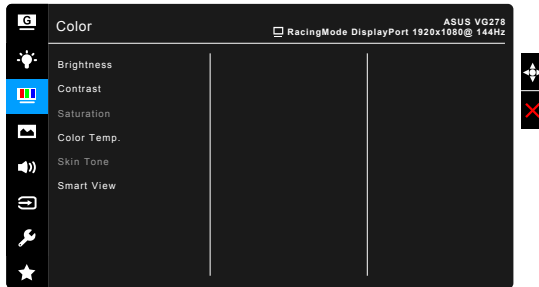 G
Color
ASUS VG278
RacingMode DisplayPort 1920x1080@ 144Hz
Brightness
Contrast
Saturation
Color Temp.
Skin Tone
Smart View